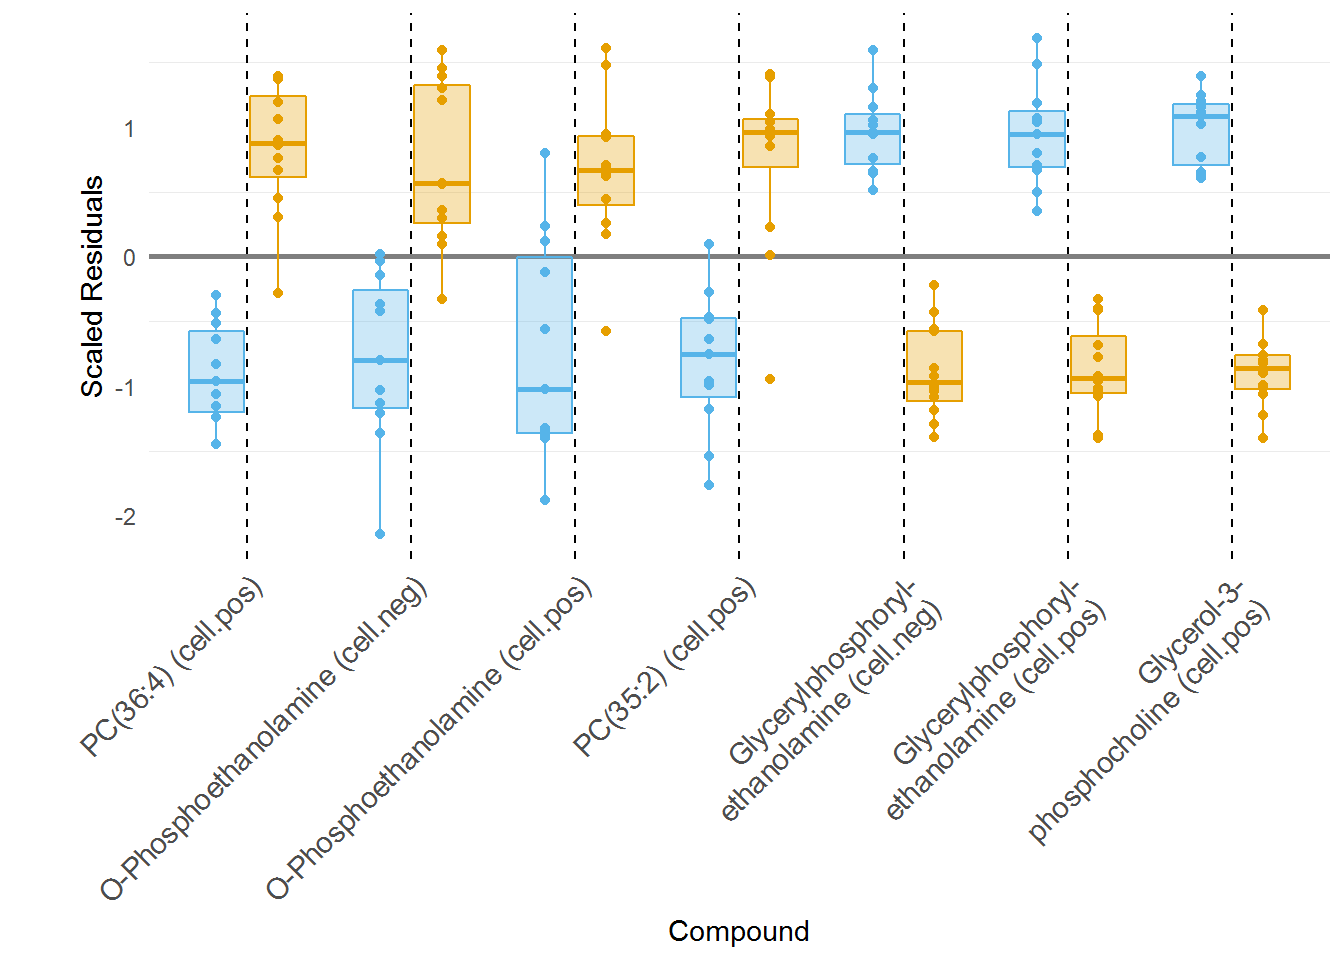 Scaled Residuals
1
0
-1
-2
PC(36:4) (cell.pos)
O-Phosphoethanolamine (cell.neg)
O-Phosphoethanolamine (cell.pos)
PC(35:2) (cell.pos)
Glycerylphosphoryl-
ethanolamine (cell.neg)
Glycerylphosphoryl-
ethanolamine (cell.pos)
Glycerol-3-
phosphocholine (cell.pos)
Compound